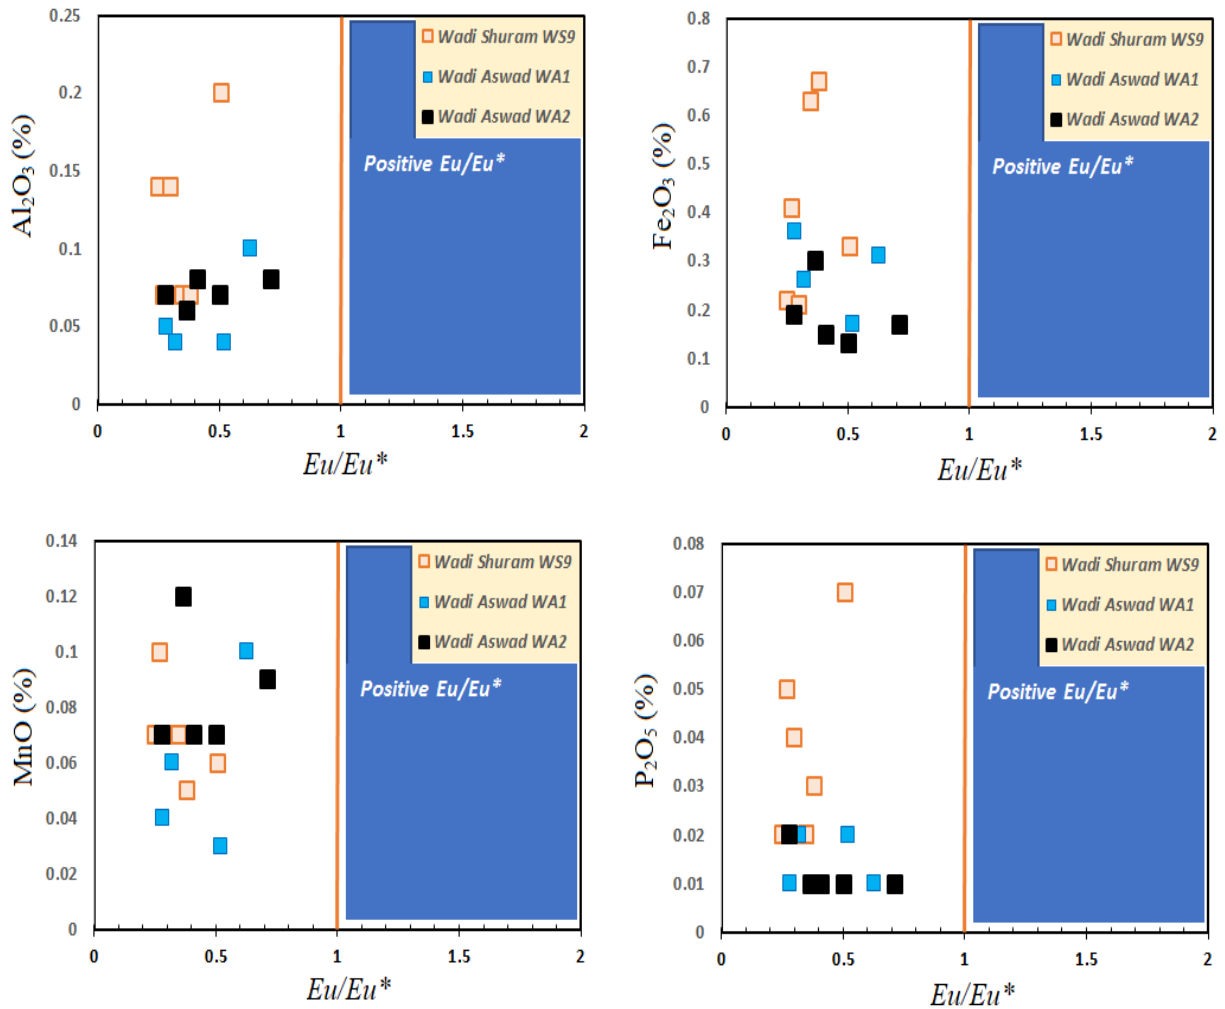 0.25
0.2
0.15
0.1
0.05
0
Al₂O₃ (%)
Wadi Shuram WS9
Wadi Aswad WA1
Wadi Aswad WA2
Positive Eu/Eu*
0 0.5 1 1.5 2
Eu/Eu*
0.8
0.7
0.6
0.5
0.4
0.3
0.2
0.1
0
Fe₂O₃ (%)
Wadi Shuram WS9
Wadi Aswad WA1
Wadi Aswad WA2
Positive Eu/Eu*
0 0.5 1 1.5 2
Eu/Eu*
0.14
0.12
0.1
0.08
0.06
0.04
0.02
0
MnO (%)
Wadi Shuram WS9
Wadi Aswad WA1
Wadi Aswad WA2
Positive Eu/Eu*
0 0.5 1 1.5 2
Eu/Eu*
0.08
0.07
0.06
0.05
0.04
0.03
0.02
0.01
0
P₂O₅ (%)
Wadi Shuram WS9
Wadi Aswad WA1
Wadi Aswad WA2
Positive Eu/Eu*
0 0.5 1 1.5 2
Eu/Eu*